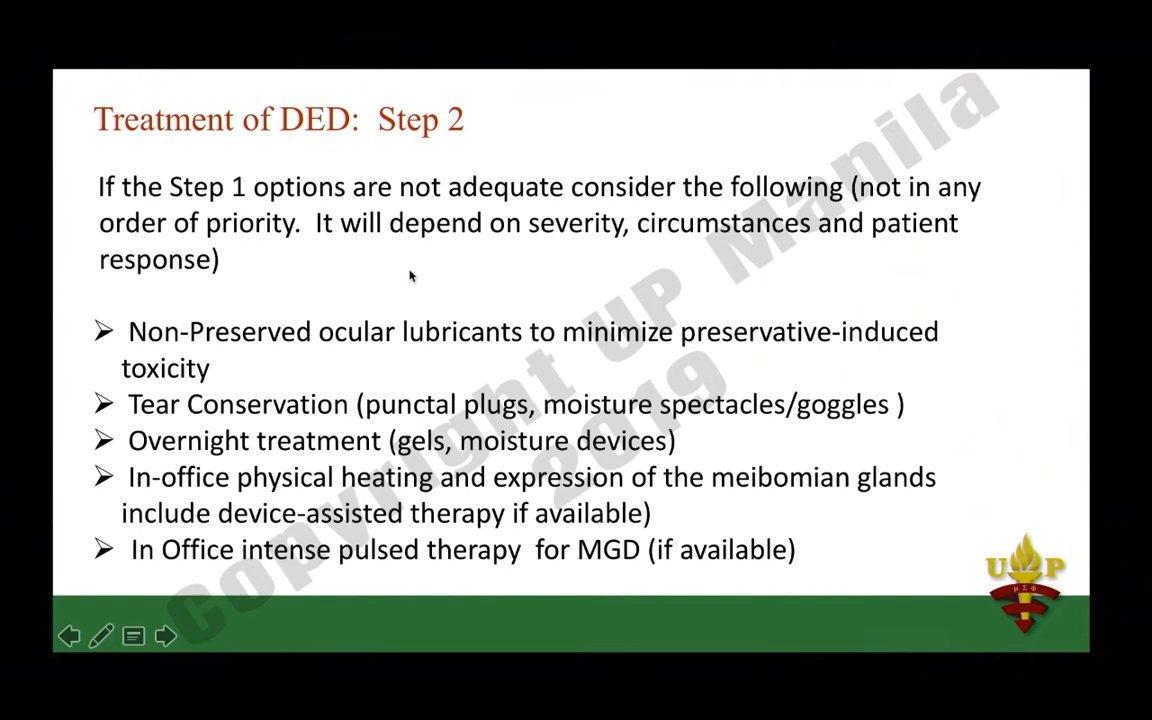 Treatment of DED: Step 2
If the Step 1 options are not adequate consider the following (not in any
order of priority. It will depend on severity, circumstances and patient
response)
➢ Non-Preserved ocular lubricants to minimize preservative-induced
toxicity
➢ Tear Conservation (punctal plugs, moisture spectacles/goggles )
➢ Overnight treatment (gels, moisture devices)
➢ In-office physical heating and expression of the meibomian glands
include device-assisted therapy if available)
➢ In Office intense pulsed therapy for MGD (if available)
Copyright UP Manila
2019
U P
μ Σ Φ